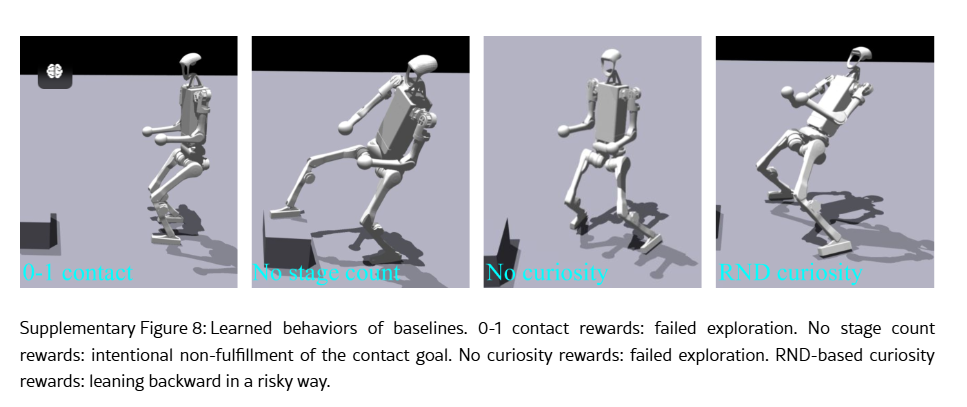 0-1 contact
No stage count
No curiosity
RND curiosity
Supplementary Figure 8: Learned behaviors of baselines. 0-1 contact rewards: failed exploration. No stage count
rewards: intentional non-fulfillment of the contact goal. No curiosity rewards: failed exploration. RND-based curiosity
rewards: leaning backward in a risky way.